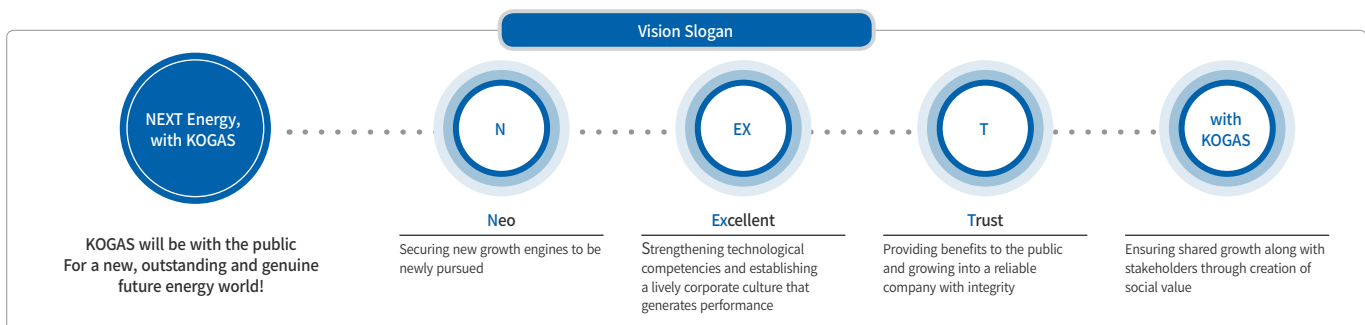 Vision Slogan
NEXT Energy,
with KOGAS
KOGAS will be with the public
For a new, outstanding and genuine
future energy world!
N
Neo
Securing new growth engines to be
newly pursued
EX
Excellent
Strengthening technological
competencies and establishing
a lively corporate culture that
generates performance
T
Trust
Providing benefits to the public
and growing into a reliable
company with integrity
with
KOGAS
Ensuring shared growth along with
stakeholders through creation of
social value